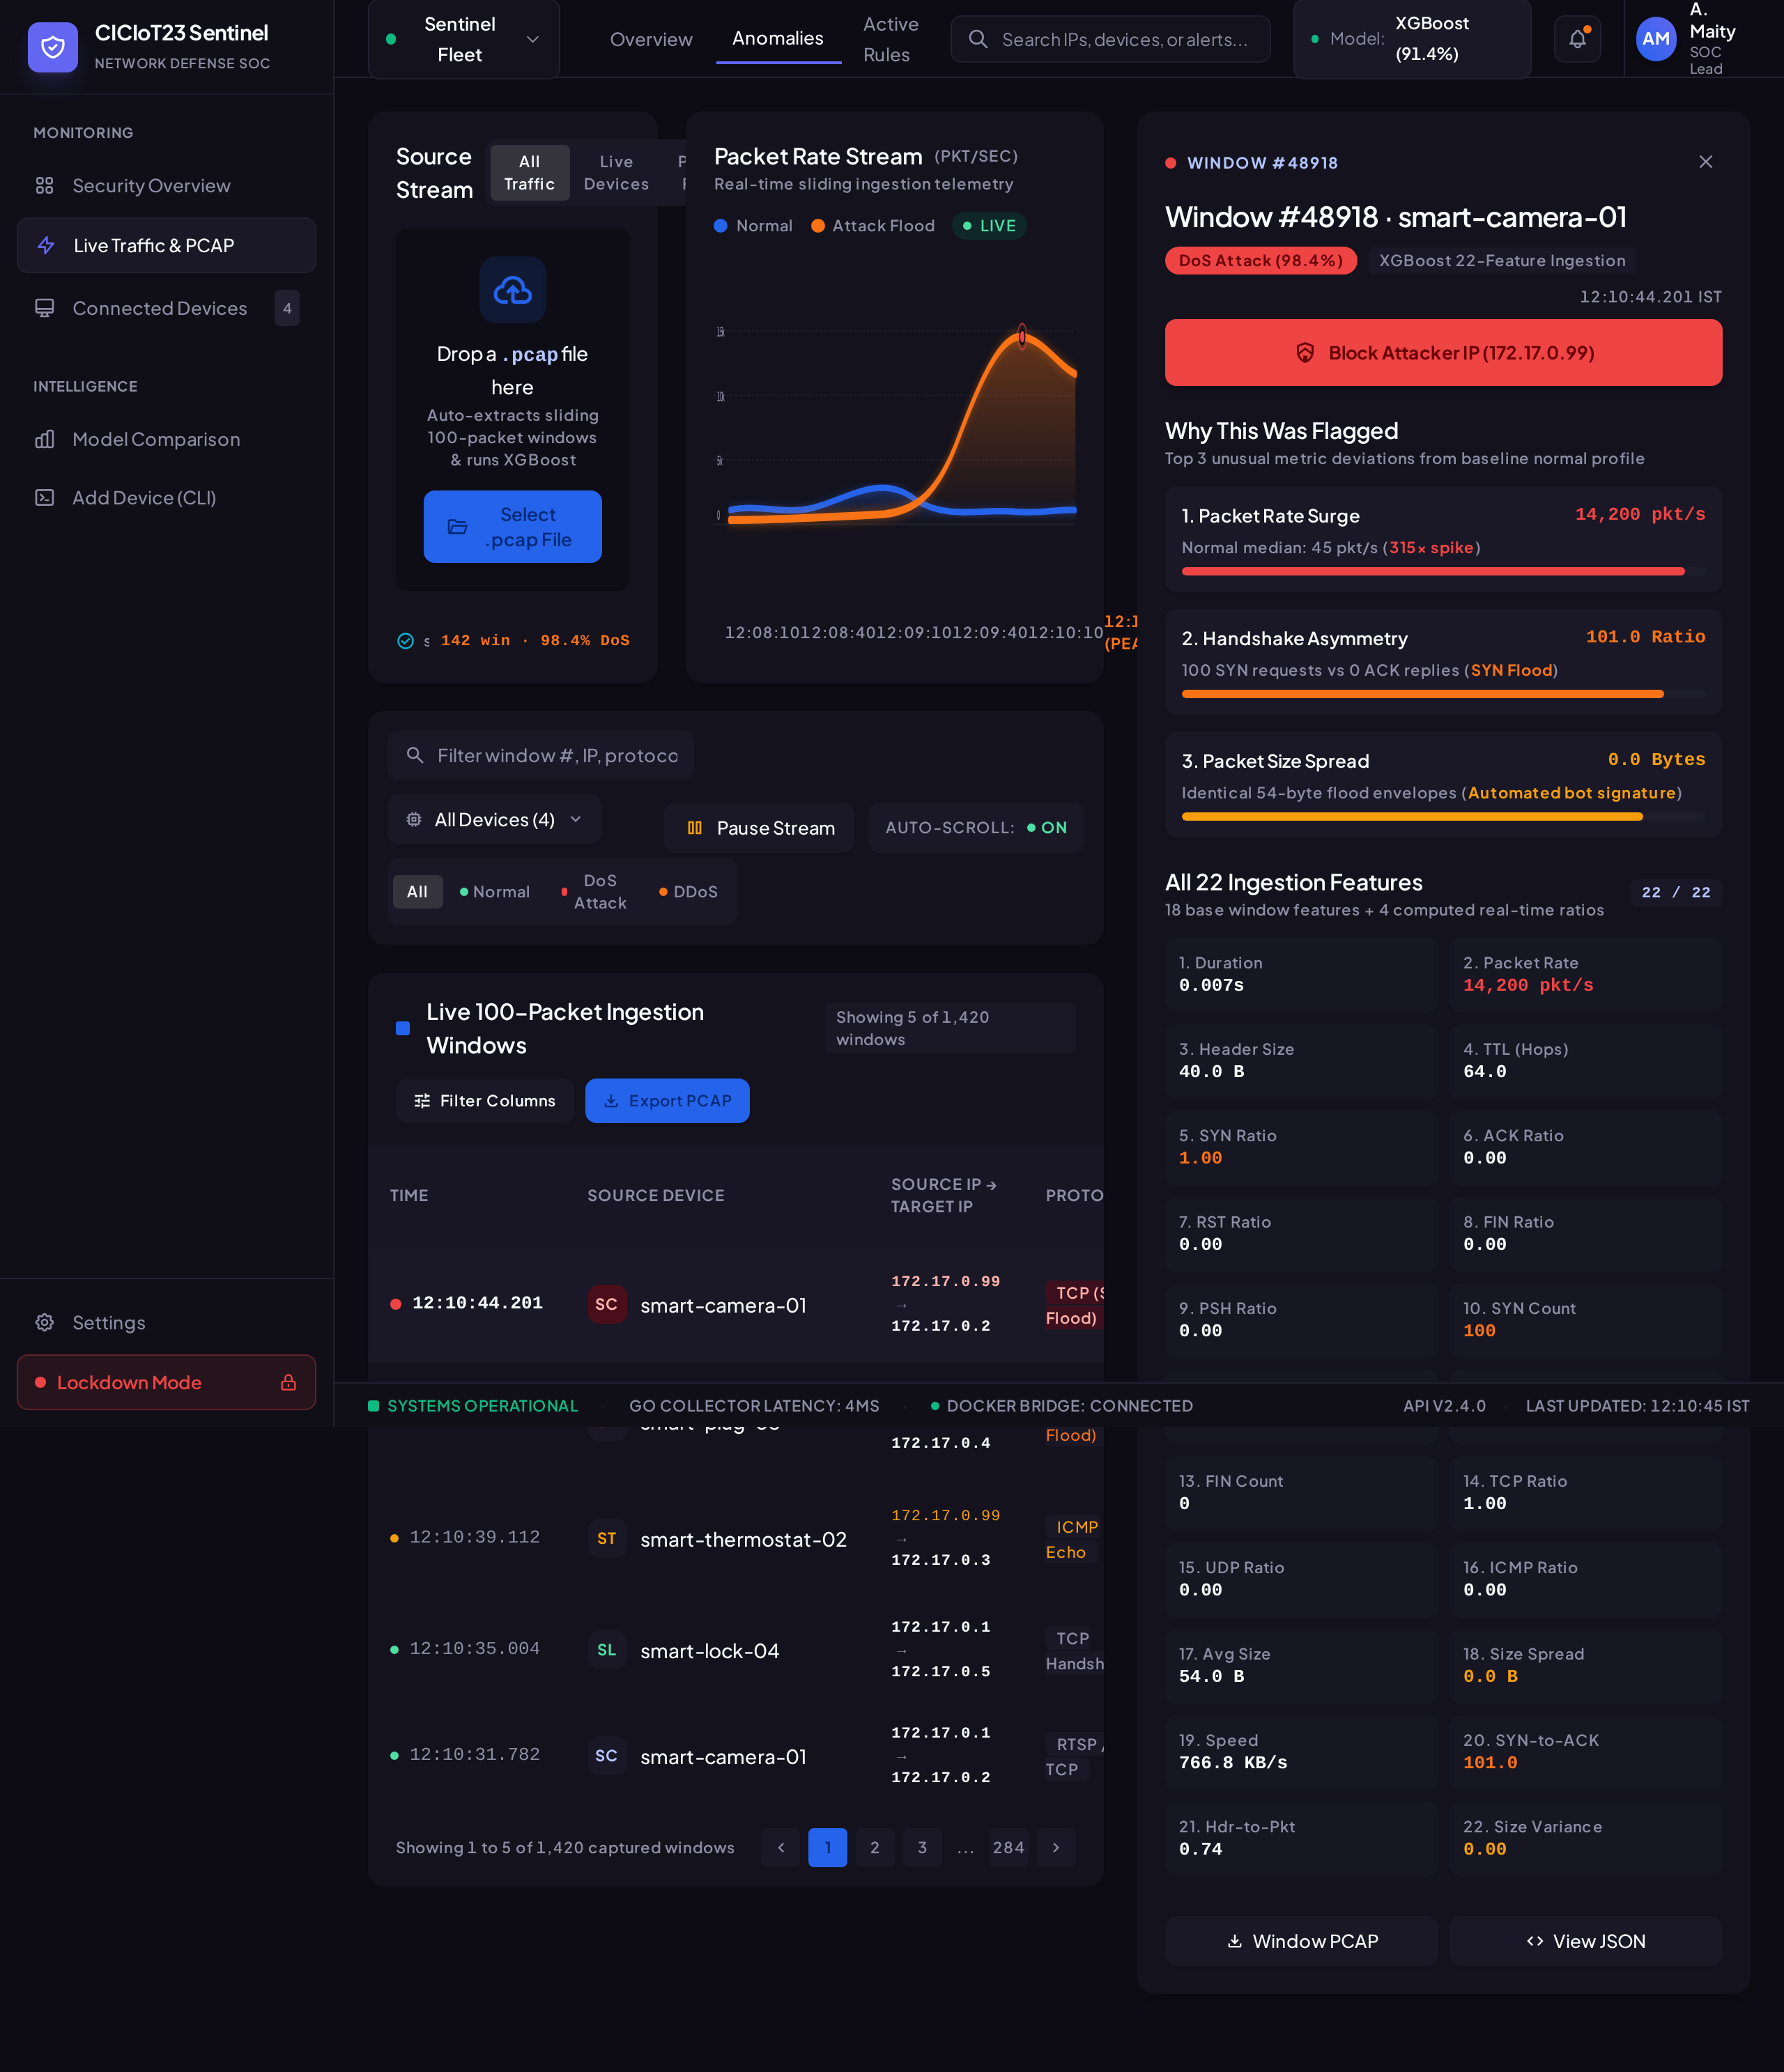 CICIoT23 Sentinel
NETWORK DEFENSE SOC
MONITORING
Security Overview
Live Traffic & PCAP
Connected Devices
4
INTELLIGENCE
Model Comparison
Add Device (CLI)
Settings
Lockdown Mode
Sentinel
Fleet
Overview
Anomalies
Active
Rules
Search IPs, devices, or alerts...
Model:
XGBoost
(91.4%)
AM
A.
Maity
SOC
Lead
Source
Stream
All
Traffic
Live
Devices
Drop a .pcap file
here
Auto-extracts sliding
100-packet windows
& runs XGBoost
Select
.pcap File
142 win · 98.4% DoS
Packet Rate Stream (PKT/SEC)
Real-time sliding ingestion telemetry
Normal
Attack Flood
LIVE
15k
10k
5k
0
12:08:10
12:08:40
12:09:10
12:09:40
12:10:10
Filter window #, IP, protoco
All Devices (4)
Pause Stream
AUTO-SCROLL: ON
All
Normal
DoS
Attack
DDoS
Live 100-Packet Ingestion
Windows
Showing 5 of 1,420
windows
Filter Columns
Export PCAP
TIME
SOURCE DEVICE
SOURCE IP →
TARGET IP
PROTO
12:10:44.201
SC
smart-camera-01
172.17.0.99
→
172.17.0.2
TCP (S
Flood)
172.17.0.4
Flood)
12:10:39.112
ST
smart-thermostat-02
172.17.0.99
→
172.17.0.3
ICMP
Echo
12:10:35.004
SL
smart-lock-04
172.17.0.1
→
172.17.0.5
TCP
Handsh
12:10:31.782
SC
smart-camera-01
172.17.0.1
→
172.17.0.2
RTSP /
TCP
Showing 1 to 5 of 1,420 captured windows
1
2
3
...
284
WINDOW #48918
Window #48918 · smart-camera-01
DoS Attack (98.4%)
XGBoost 22-Feature Ingestion
12:10:44.201 IST
Block Attacker IP (172.17.0.99)
Why This Was Flagged
Top 3 unusual metric deviations from baseline normal profile
1. Packet Rate Surge
14,200 pkt/s
Normal median: 45 pkt/s (315× spike)
2. Handshake Asymmetry
101.0 Ratio
100 SYN requests vs 0 ACK replies (SYN Flood)
3. Packet Size Spread
0.0 Bytes
Identical 54-byte flood envelopes (Automated bot signature)
All 22 Ingestion Features
18 base window features + 4 computed real-time ratios
22 / 22
1. Duration
0.007s
2. Packet Rate
14,200 pkt/s
3. Header Size
40.0 B
4. TTL (Hops)
64.0
5. SYN Ratio
1.00
6. ACK Ratio
0.00
7. RST Ratio
0.00
8. FIN Ratio
0.00
9. PSH Ratio
0.00
10. SYN Count
100
13. FIN Count
0
14. TCP Ratio
1.00
15. UDP Ratio
0.00
16. ICMP Ratio
0.00
17. Avg Size
54.0 B
18. Size Spread
0.0 B
19. Speed
766.8 KB/s
20. SYN-to-ACK
101.0
21. Hdr-to-Pkt
0.74
22. Size Variance
0.00
Window PCAP
View JSON
SYSTEMS OPERATIONAL
GO COLLECTOR LATENCY: 4MS
DOCKER BRIDGE: CONNECTED
API V2.4.0
LAST UPDATED: 12:10:45 IST